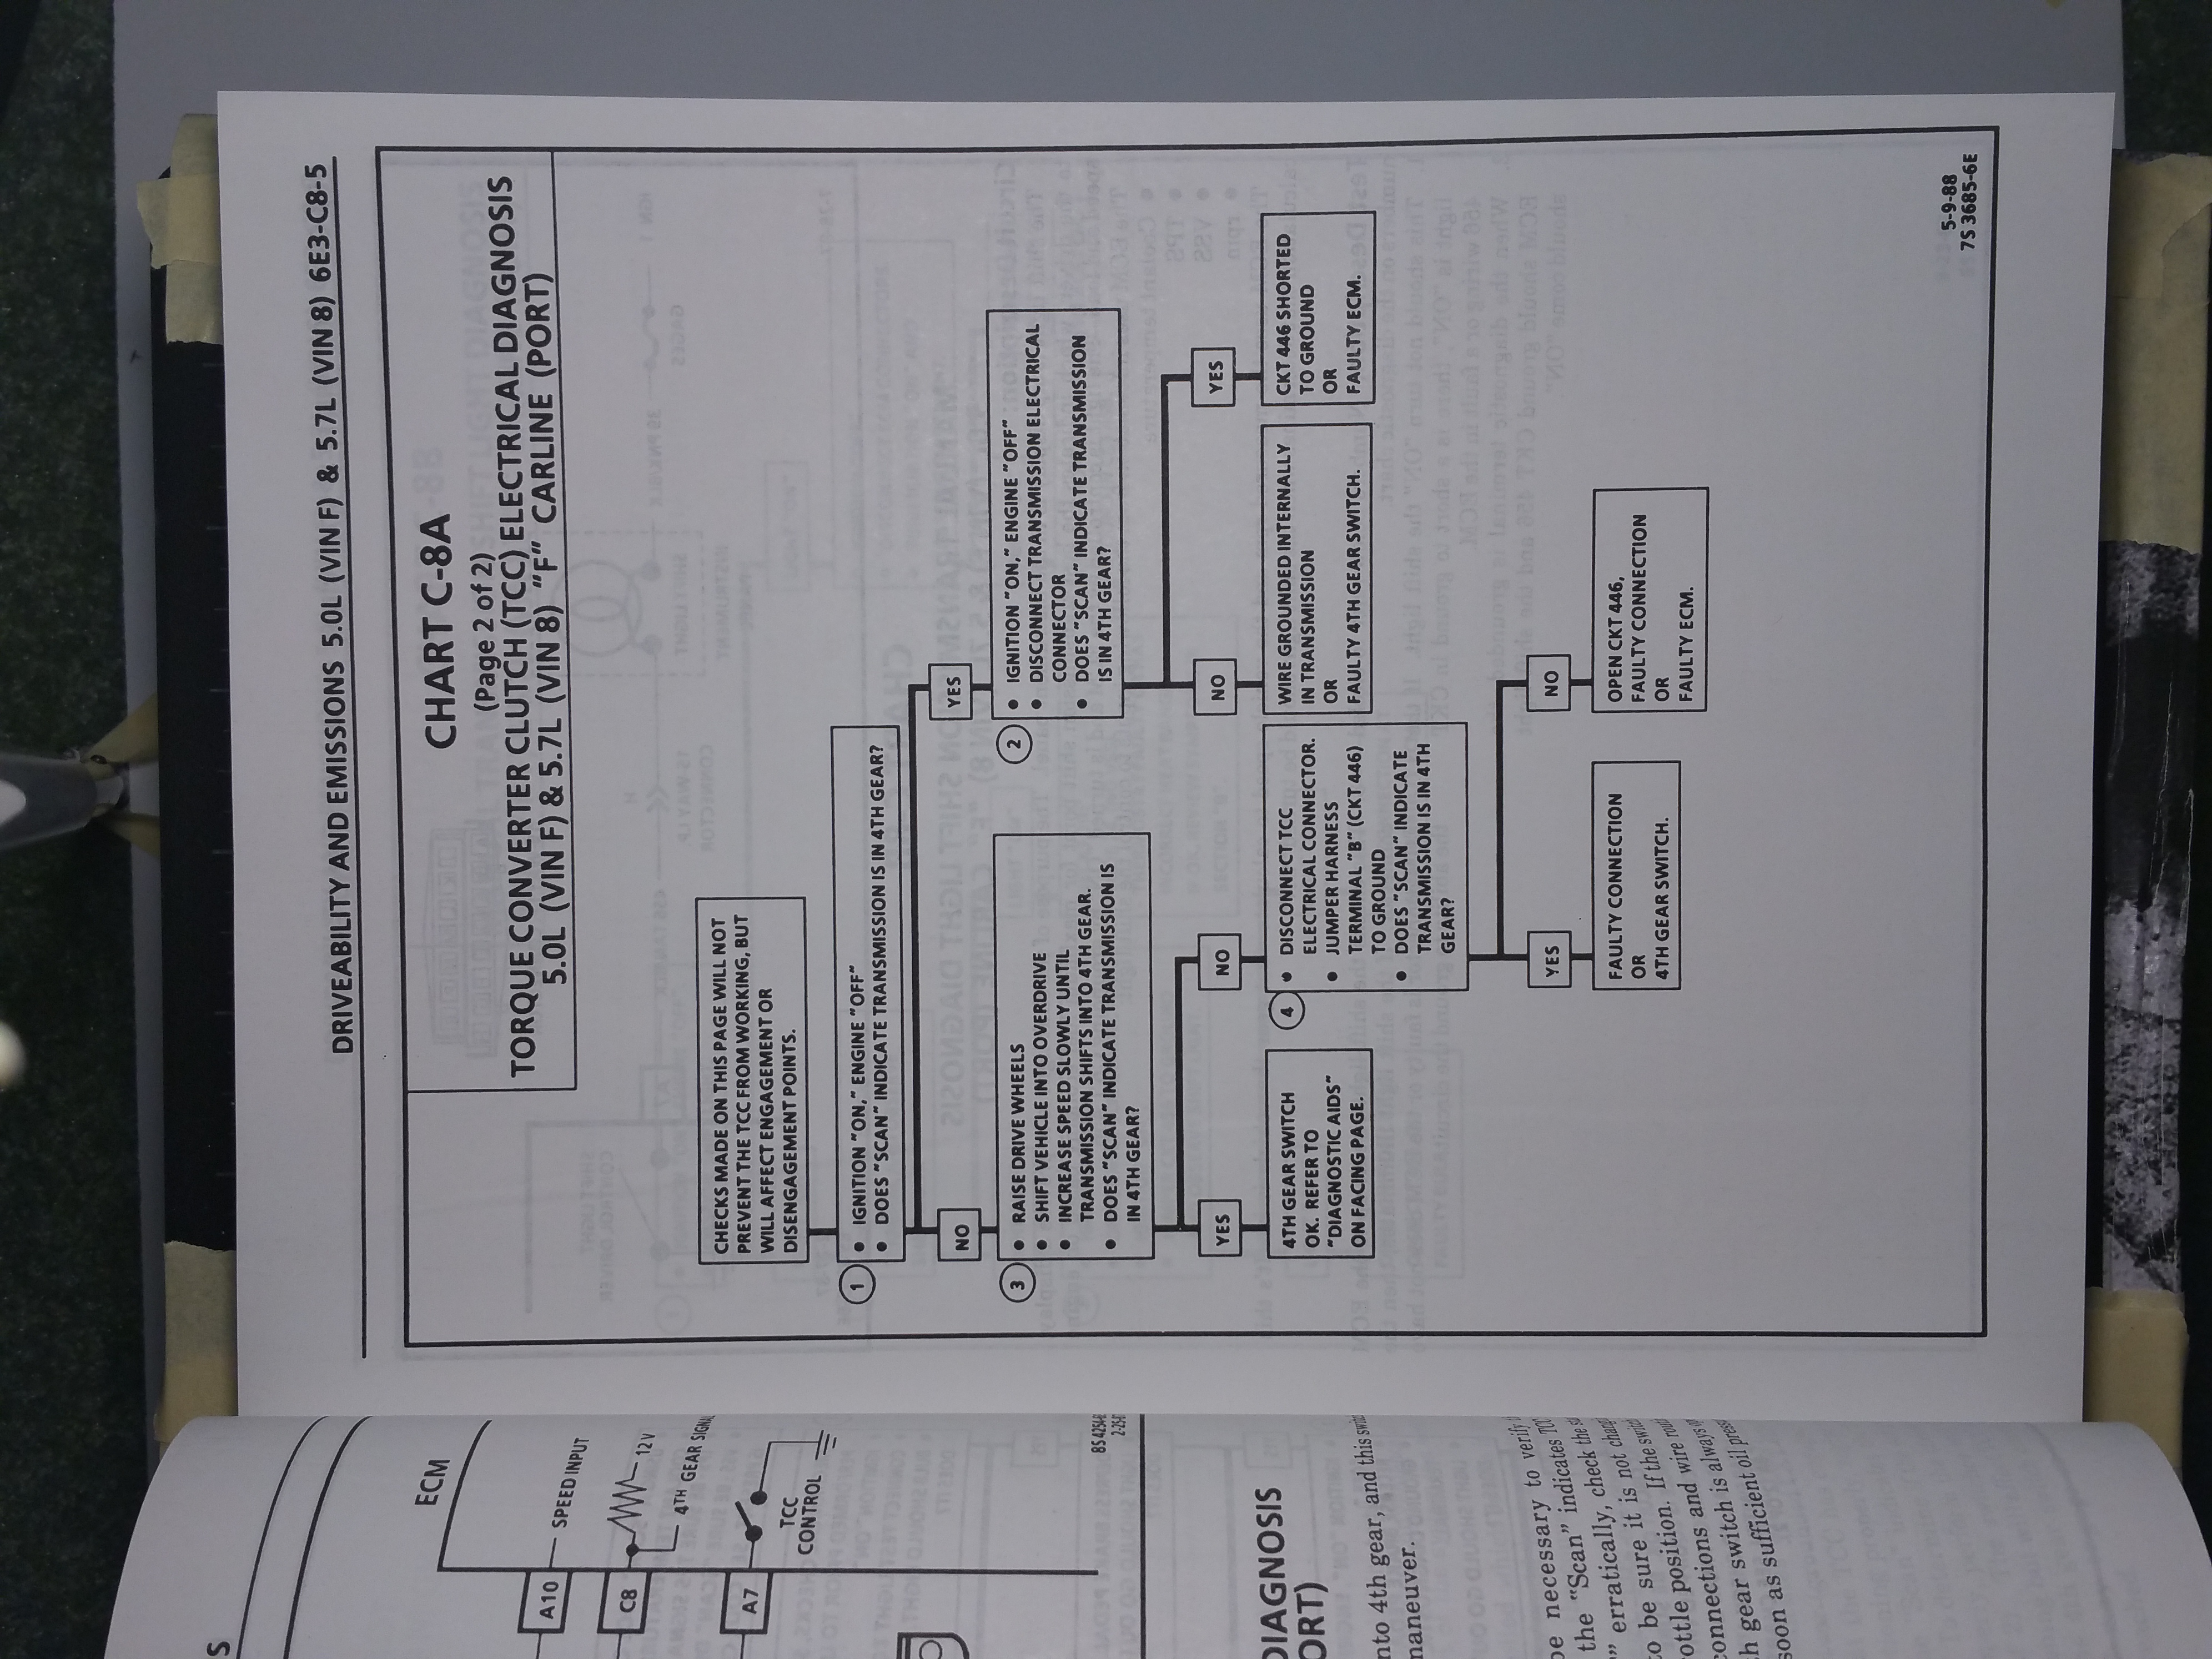 DRIVEABILITY AND EMISSIONS 5.0L (VIN F) & 5.7L (VIN 8) 6E3-C8-5
CHART C-8A
(Page 2 of 2)
TORQUE CONVERTER CLUTCH (TCC) ELECTRICAL DIAGNOSIS
5.0L (VIN F) & 5.7L (VIN 8) "F" CARLINE (PORT)
CHECKS MADE ON THIS PAGE WILL NOT
PREVENT THE TCC FROM WORKING, BUT
WILL AFFECT ENGAGEMENT OR
DISENGAGEMENT POINTS.
1
• IGNITION "ON," ENGINE "OFF"
• DOES "SCAN" INDICATE TRANSMISSION IS IN 4TH GEAR?
NO
YES
3
• RAISE DRIVE WHEELS
• SHIFT VEHICLE INTO OVERDRIVE
• INCREASE SPEED SLOWLY UNTIL
TRANSMISSION SHIFTS INTO 4TH GEAR.
• DOES "SCAN" INDICATE TRANSMISSION IS
IN 4TH GEAR?
2
• IGNITION "ON," ENGINE "OFF"
• DISCONNECT TRANSMISSION ELECTRICAL
CONNECTOR
• DOES "SCAN" INDICATE TRANSMISSION
IS IN 4TH GEAR?
YES
NO
NO
YES
4TH GEAR SWITCH
OK. REFER TO
"DIAGNOSTIC AIDS"
ON FACING PAGE.
4
• DISCONNECT TCC
ELECTRICAL CONNECTOR.
• JUMPER HARNESS
TERMINAL "B" (CKT 446)
TO GROUND
• DOES "SCAN" INDICATE
TRANSMISSION IS IN 4TH
GEAR?
WIRE GROUNDED INTERNALLY
IN TRANSMISSION
OR
FAULTY 4TH GEAR SWITCH.
CKT 446 SHORTED
TO GROUND
OR
FAULTY ECM.
YES
NO
FAULTY CONNECTION
OR
4TH GEAR SWITCH.
OPEN CKT 446,
FAULTY CONNECTION
OR
FAULTY ECM.
5-9-88
7S 3685-6E
S
ECM
A10
SPEED INPUT
C8
12V
4TH GEAR SIGNA
A7
TCC
CONTROL
8S 4254-6
2-25-
DIAGNOSIS
ORT)
nto 4th gear, and this
maneuver.
be necessary to verify
the "Scan" indicates
" erratically, check the
to be sure it is not
ottle position. If the
connections and wire
h gear switch is always
soon as sufficient oil